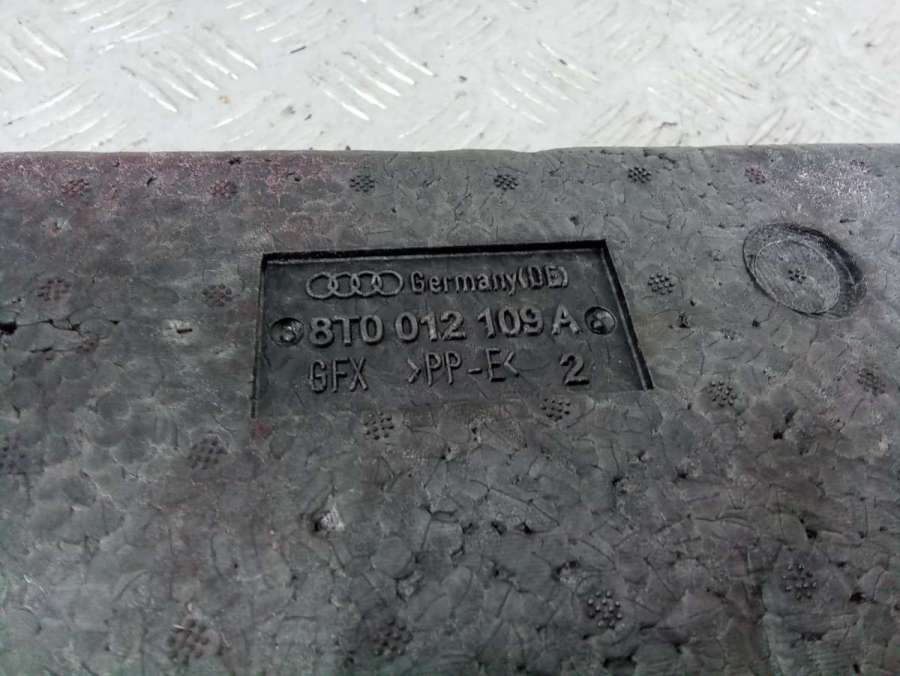 Germany(DE)
8T0 012 109 A
GFX >PP-E< 2